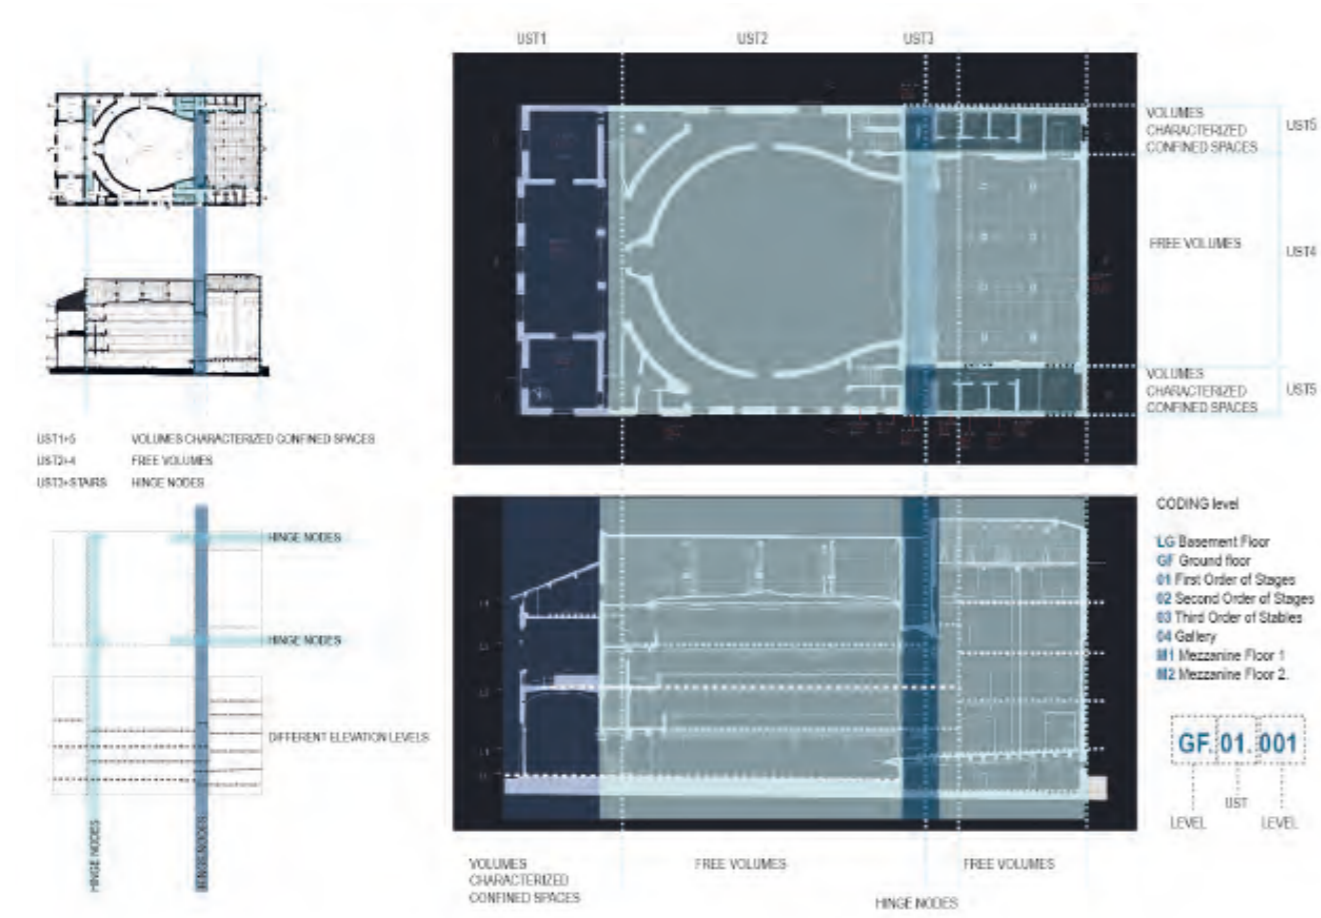 UST1
UST2
UST3
VOLUMES
CHARACTERIZED
CONFINED SPACES
UST5
FREE VOLUMES
UST4
VOLUMES
CHARACTERIZED
CONFINED SPACES
UST5
UST1+5 VOLUMES CHARACTERIZED CONFINED SPACES
UST2+4 FREE VOLUMES
UST3+STAIRS HINGE NODES
HINGE NODES
HINGE NODES
DIFFERENT ELEVATION LEVELS
HINGE NODES
HINGE NODES
CODING level
LG Basement Floor
GF Ground floor
01 First Order of Stages
02 Second Order of Stages
03 Third Order of Stables
04 Gallery
M1 Mezzanine Floor 1
M2 Mezzanine Floor 2.
GF. 01. 001
UST
LEVEL
LEVEL
VOLUMES
CHARACTERIZED
CONFINED SPACES
FREE VOLUMES
FREE VOLUMES
HINGE NODES